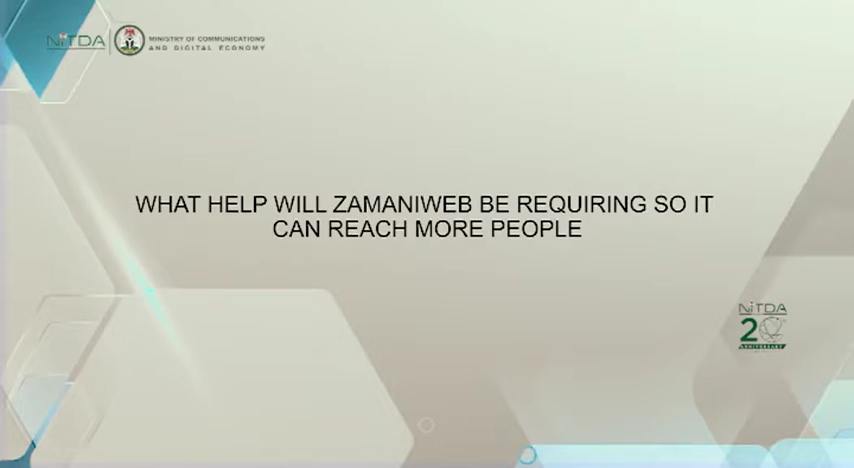 NITDA
MINISTRY OF COMMUNICATIONS
AND DIGITAL ECONOMY
WHAT HELP WILL ZAMANIWEB BE REQUIRING SO IT
CAN REACH MORE PEOPLE
NITDA
20
ANNIVERSARY